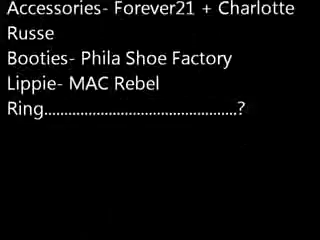 Accessories- Forever21 + Charlotte
Russe
Booties- Phila Shoe Factory
Lippie- MAC Rebel
Ring................................................?